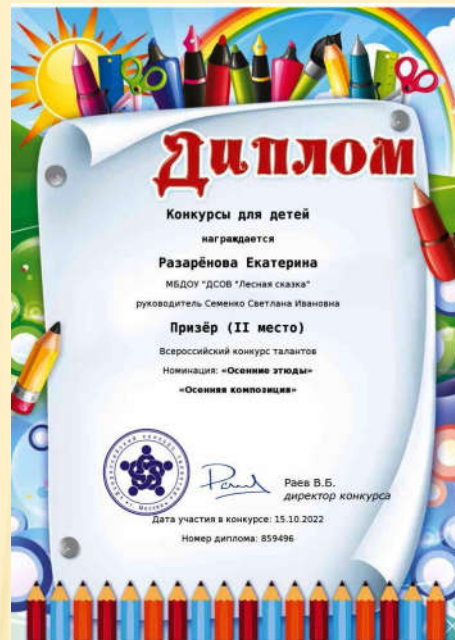 Диплом
Конкурсы для детей
награждается
Разарёнова Екатерина
МБДОУ "ДСОВ "Лесная сказка"
руководитель Семенко Светлана Ивановна
Призёр (II место)
Всероссийский конкурс талантов
Номинация: «Осенние этюды»
«Осенняя композиция»
Раев В.Б.
директор конкурса
Дата участия в конкурсе: 15.10.2022
Номер диплома: 859496